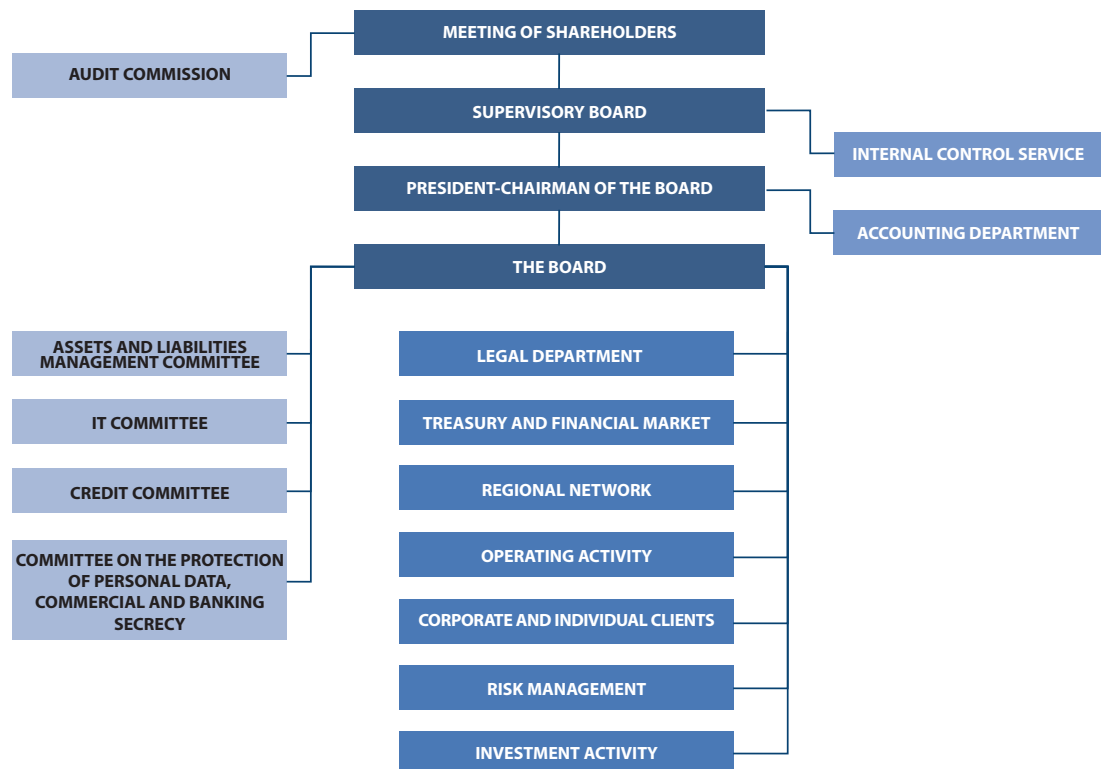 MEETING OF SHAREHOLDERS
AUDIT COMMISSION
SUPERVISORY BOARD
INTERNAL CONTROL SERVICE
PRESIDENT-CHAIRMAN OF THE BOARD
ACCOUNTING DEPARTMENT
THE BOARD
ASSETS AND LIABILITIES
MANAGEMENT COMMITTEE
IT COMMITTEE
CREDIT COMMITTEE
COMMITTEE ON THE PROTECTION
OF PERSONAL DATA,
COMMERCIAL AND BANKING
SECRECY
LEGAL DEPARTMENT
TREASURY AND FINANCIAL MARKET
REGIONAL NETWORK
OPERATING ACTIVITY
CORPORATE AND INDIVIDUAL CLIENTS
RISK MANAGEMENT
INVESTMENT ACTIVITY